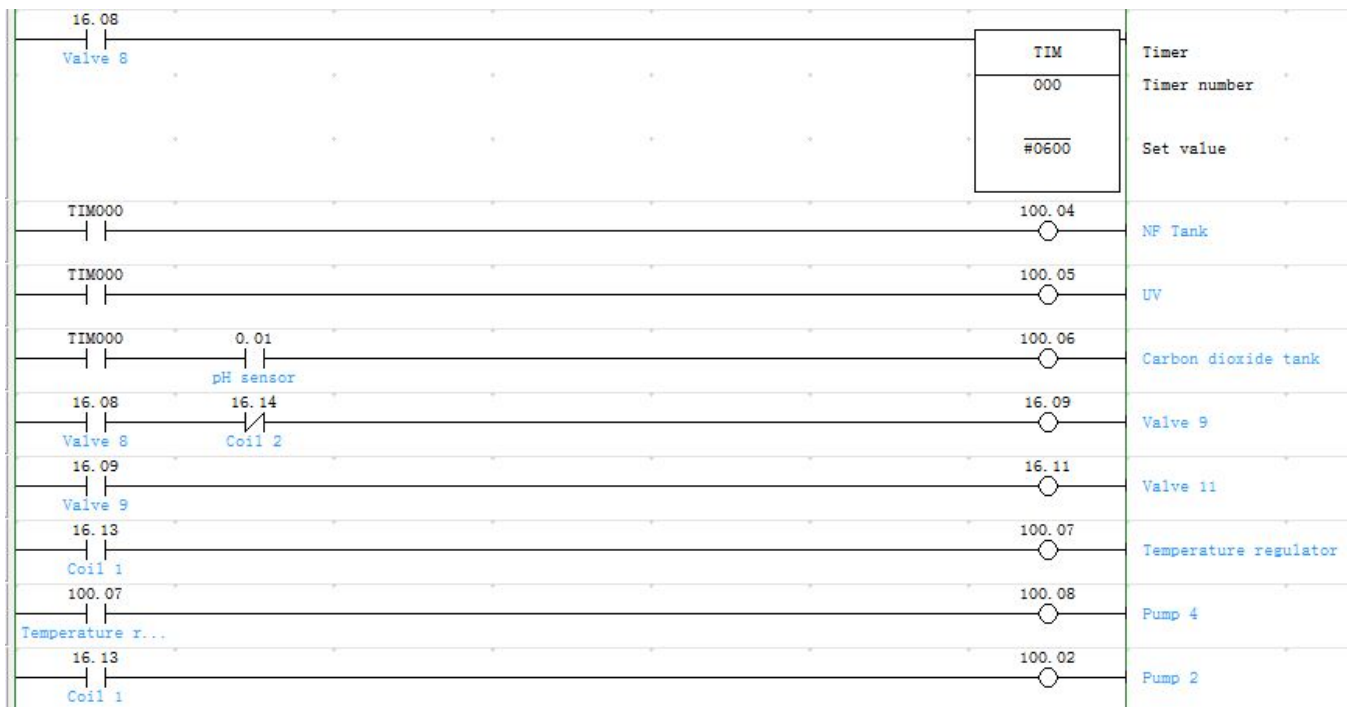 16.08
Valve 8
TIM Timer
000 Timer number
#0600 Set value
TIM000 100.04
NF Tank
TIM000 100.05
UV
TIM000 0.01 100.06
pH sensor Carbon dioxide tank
16.08 16.14 16.09
Valve 8 Coil 2 Valve 9
16.09 16.11
Valve 9 Valve 11
16.13 100.07
Coil 1 Temperature regulator
100.07 100.08
Temperature r... Pump 4
16.13 100.02
Coil 1 Pump 2